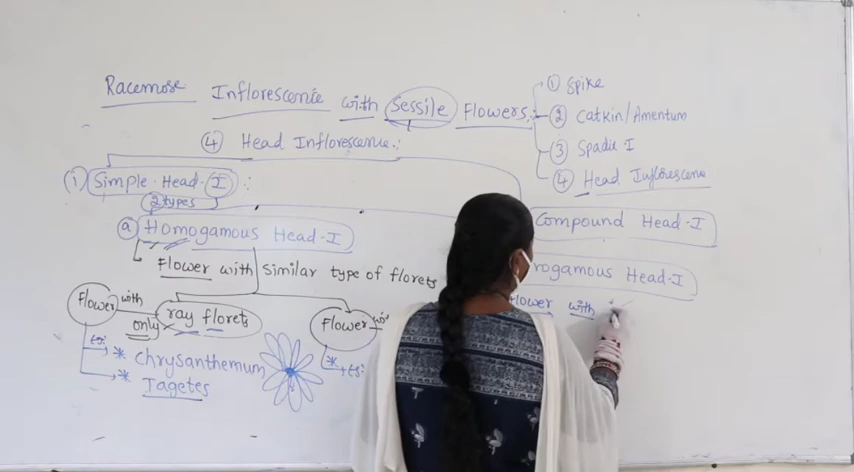 Racemose Inflorescence with Sessile Flowers :
① Spike
② Catkin/Amentum
③ Spadix I
④ Head Inflorescence
④ Head Inflorescence :
(i) Simple Head-I :
2 types
Compound Head-I
ⓐ Homogamous Head-I
rogamous Head-I
Flower with similar type of florets
Flower with
Flower with only ray florets
Flower
Eg:
* Chrysanthemum
* Tagetes
* Eg: